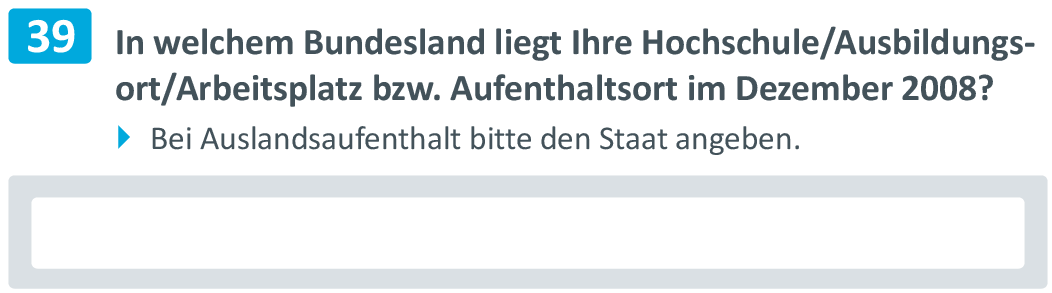 39
In welchem Bundesland liegt Ihre Hochschule/Ausbildungs-
ort/Arbeitsplatz bzw. Aufenthaltsort im Dezember 2008?
Bei Auslandsaufenthalt bitte den Staat angeben.